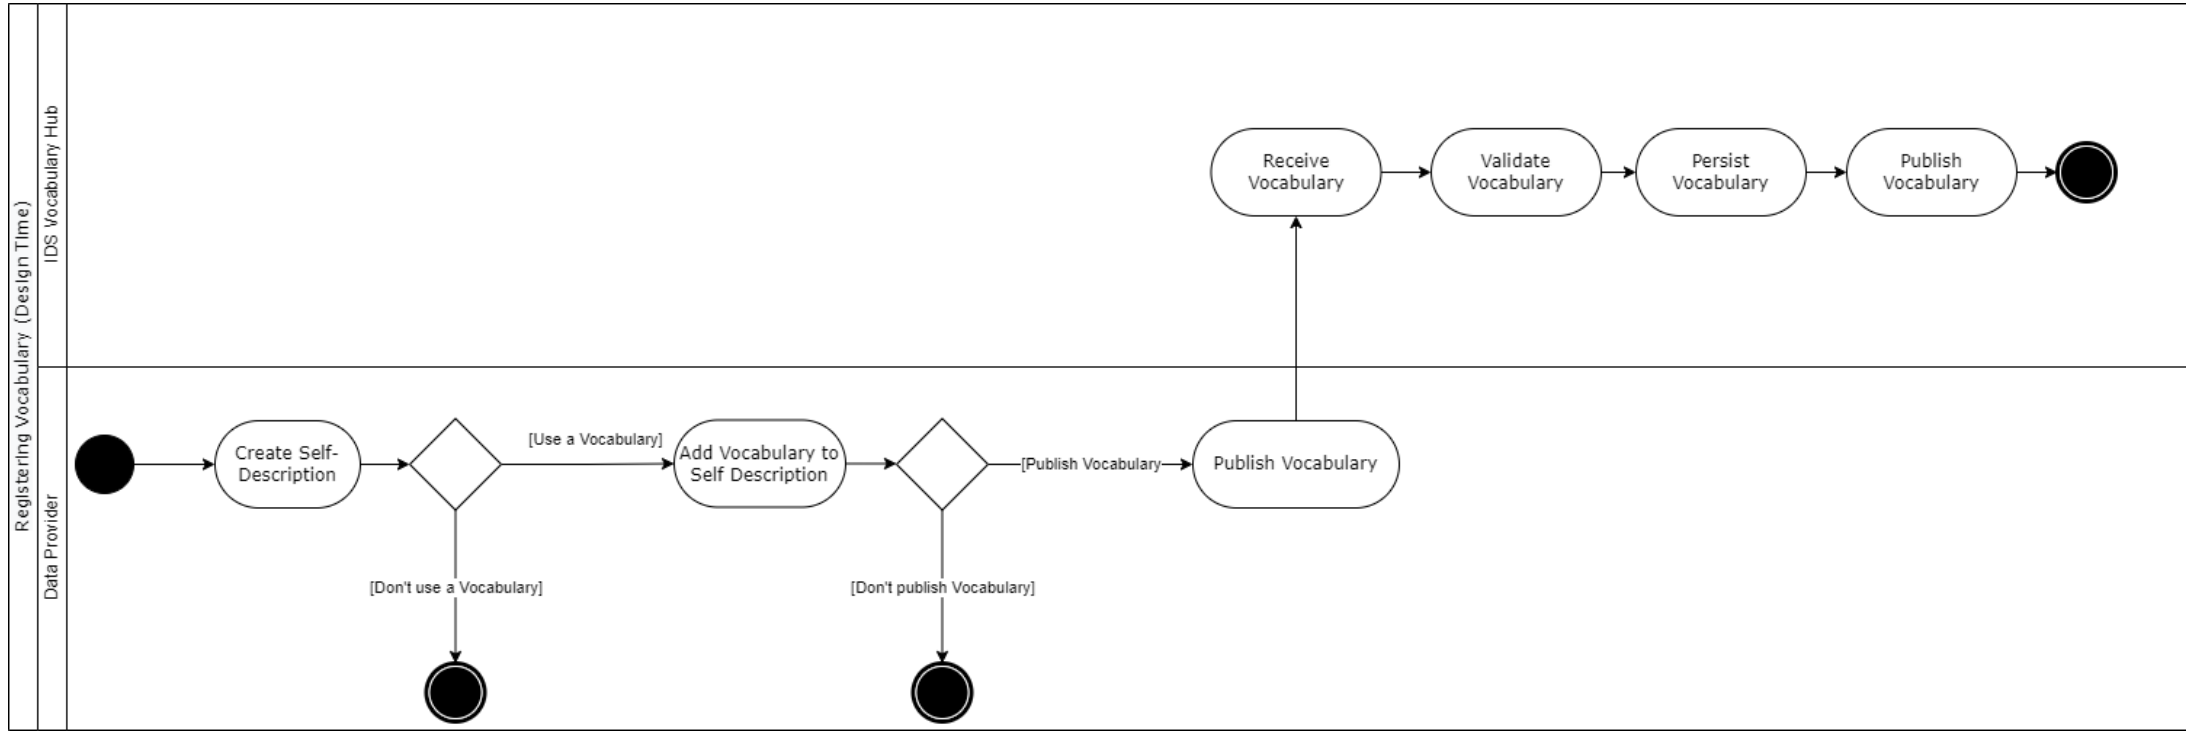 Registering Vocabulary (Design Time)
IDS Vocabulary Hub
Receive
Vocabulary
Validate
Vocabulary
Persist
Vocabulary
Publish
Vocabulary
Data Provider
Create Self-
Description
[Use a Vocabulary]
Add Vocabulary to
Self Description
[Publish Vocabulary
Publish Vocabulary
[Don't use a Vocabulary]
[Don't publish Vocabulary]